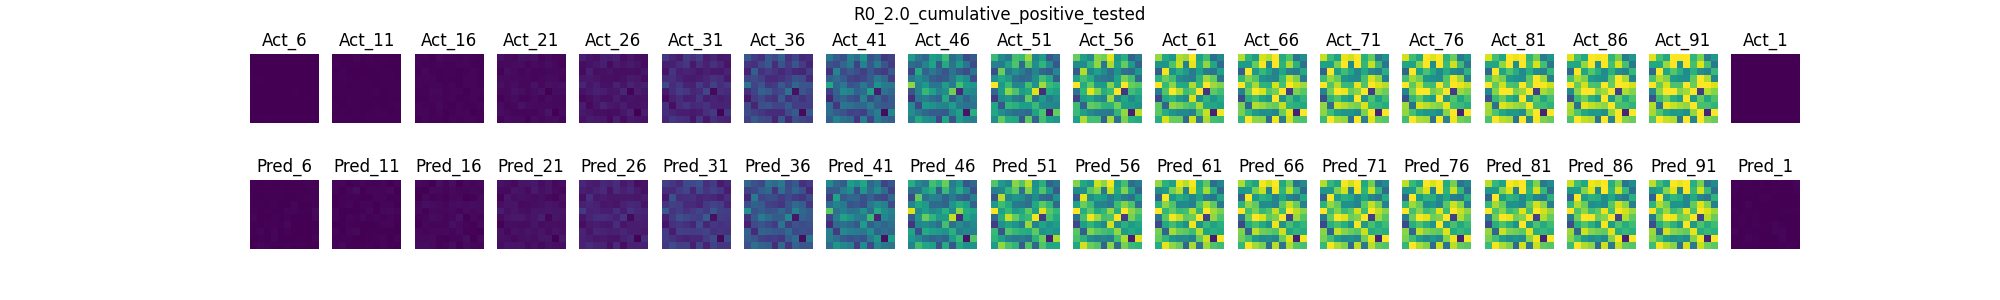 R0_2.0_cumulative_positive_tested
Act_6 Act_11 Act_16 Act_21 Act_26 Act_31 Act_36 Act_41 Act_46 Act_51 Act_56 Act_61 Act_66 Act_71 Act_76 Act_81 Act_86 Act_91 Act_1
Pred_6 Pred_11 Pred_16 Pred_21 Pred_26 Pred_31 Pred_36 Pred_41 Pred_46 Pred_51 Pred_56 Pred_61 Pred_66 Pred_71 Pred_76 Pred_81 Pred_86 Pred_91 Pred_1